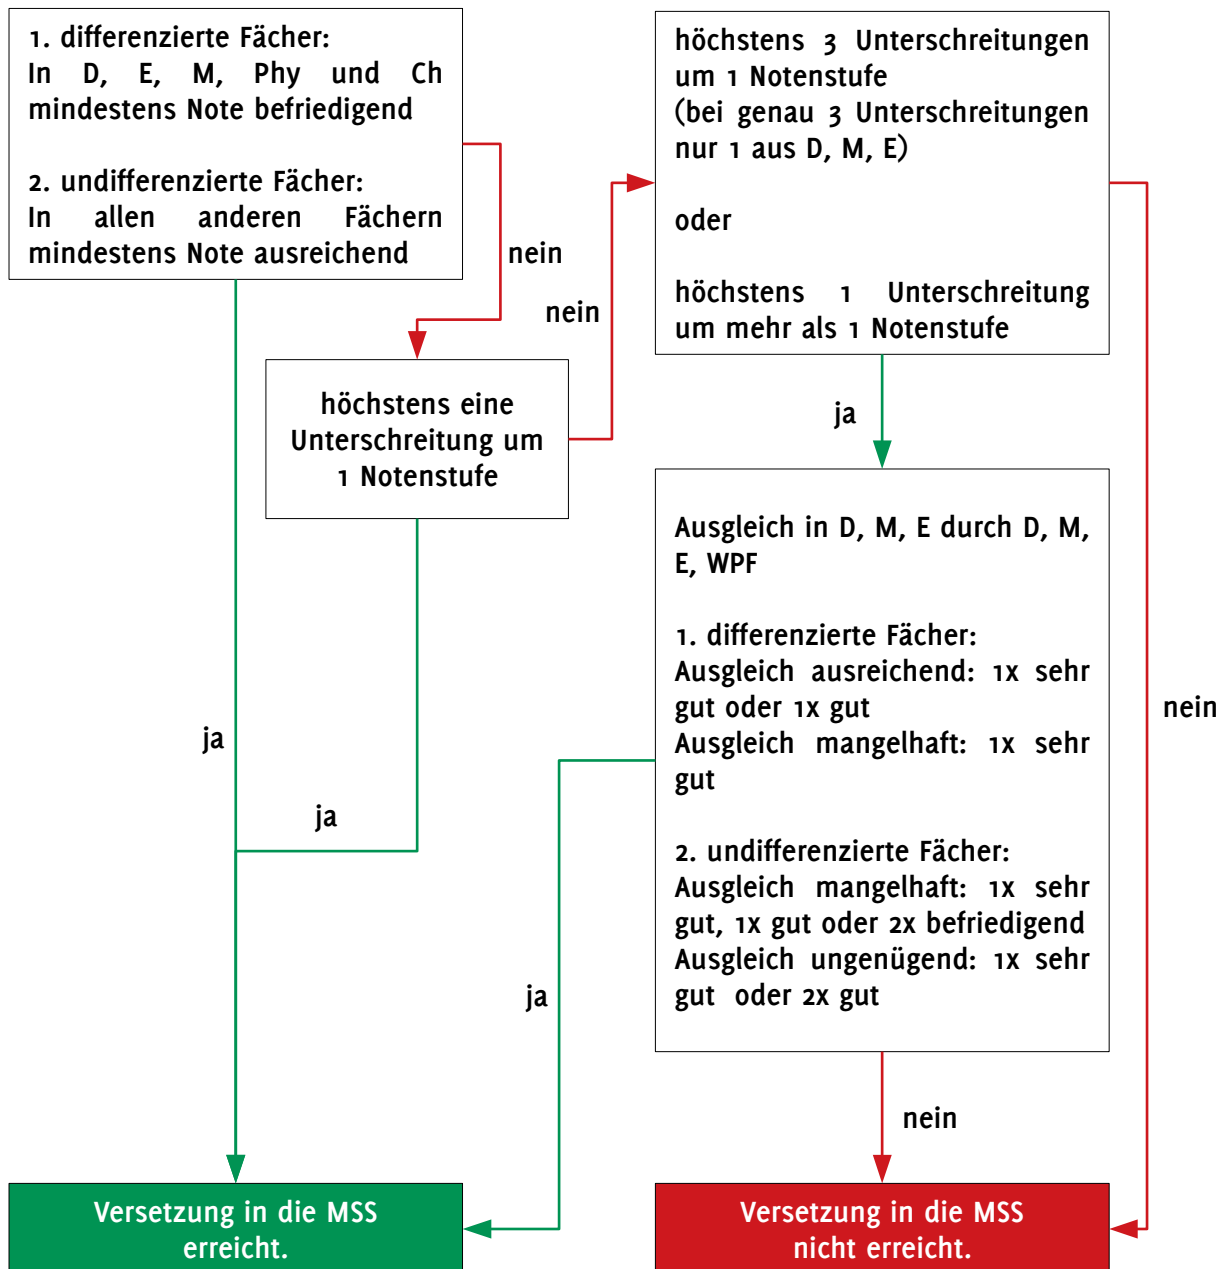 1. differenzierte Fächer:
In D, E, M, Phy und Ch
mindestens Note befriedigend
2. undifferenzierte Fächer:
In allen anderen Fächern
mindestens Note ausreichend
nein
höchstens eine
Unterschreitung um
1 Notenstufe
nein
höchstens 3 Unterschreitungen
um 1 Notenstufe
(bei genau 3 Unterschreitungen
nur 1 aus D, M, E)
oder
höchstens 1 Unterschreitung
um mehr als 1 Notenstufe
ja
nein
Ausgleich in D, M, E durch D, M,
E, WPF
1. differenzierte Fächer:
Ausgleich ausreichend: 1x sehr
gut oder 1x gut
Ausgleich mangelhaft: 1x sehr
gut
2. undifferenzierte Fächer:
Ausgleich mangelhaft: 1x sehr
gut, 1x gut oder 2x befriedigend
Ausgleich ungenügend: 1x sehr
gut oder 2x gut
ja
ja
ja
nein
Versetzung in die MSS
erreicht.
Versetzung in die MSS
nicht erreicht.